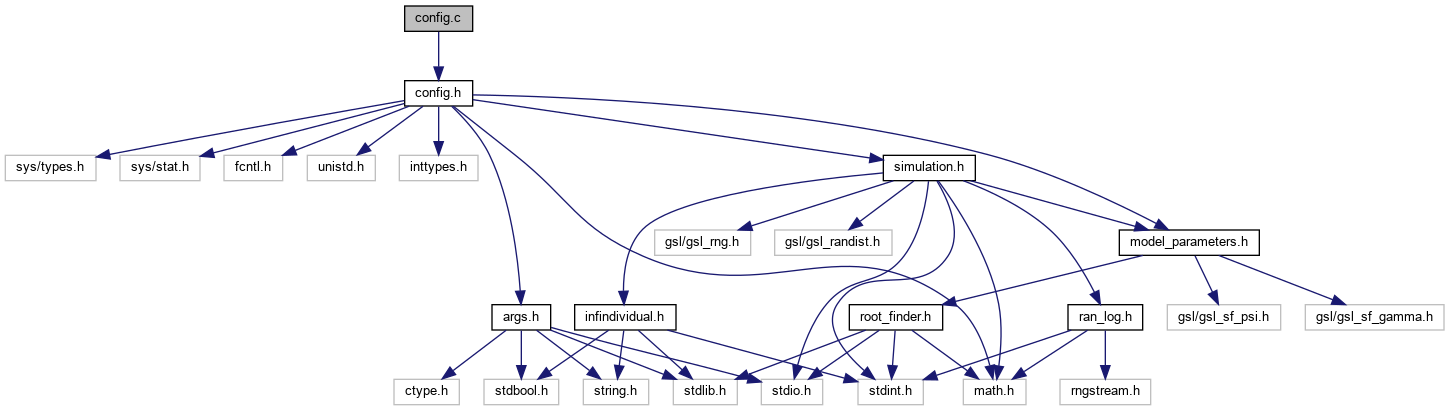 config.c
config.h
sys/types.h
sys/stat.h
fcntl.h
unistd.h
inttypes.h
simulation.h
gsl/gsl_rng.h
gsl/gsl_randist.h
model_parameters.h
args.h
infindividual.h
root_finder.h
ran_log.h
gsl/gsl_sf_psi.h
gsl/gsl_sf_gamma.h
ctype.h
stdbool.h
string.h
stdlib.h
stdio.h
stdint.h
math.h
rngstream.h